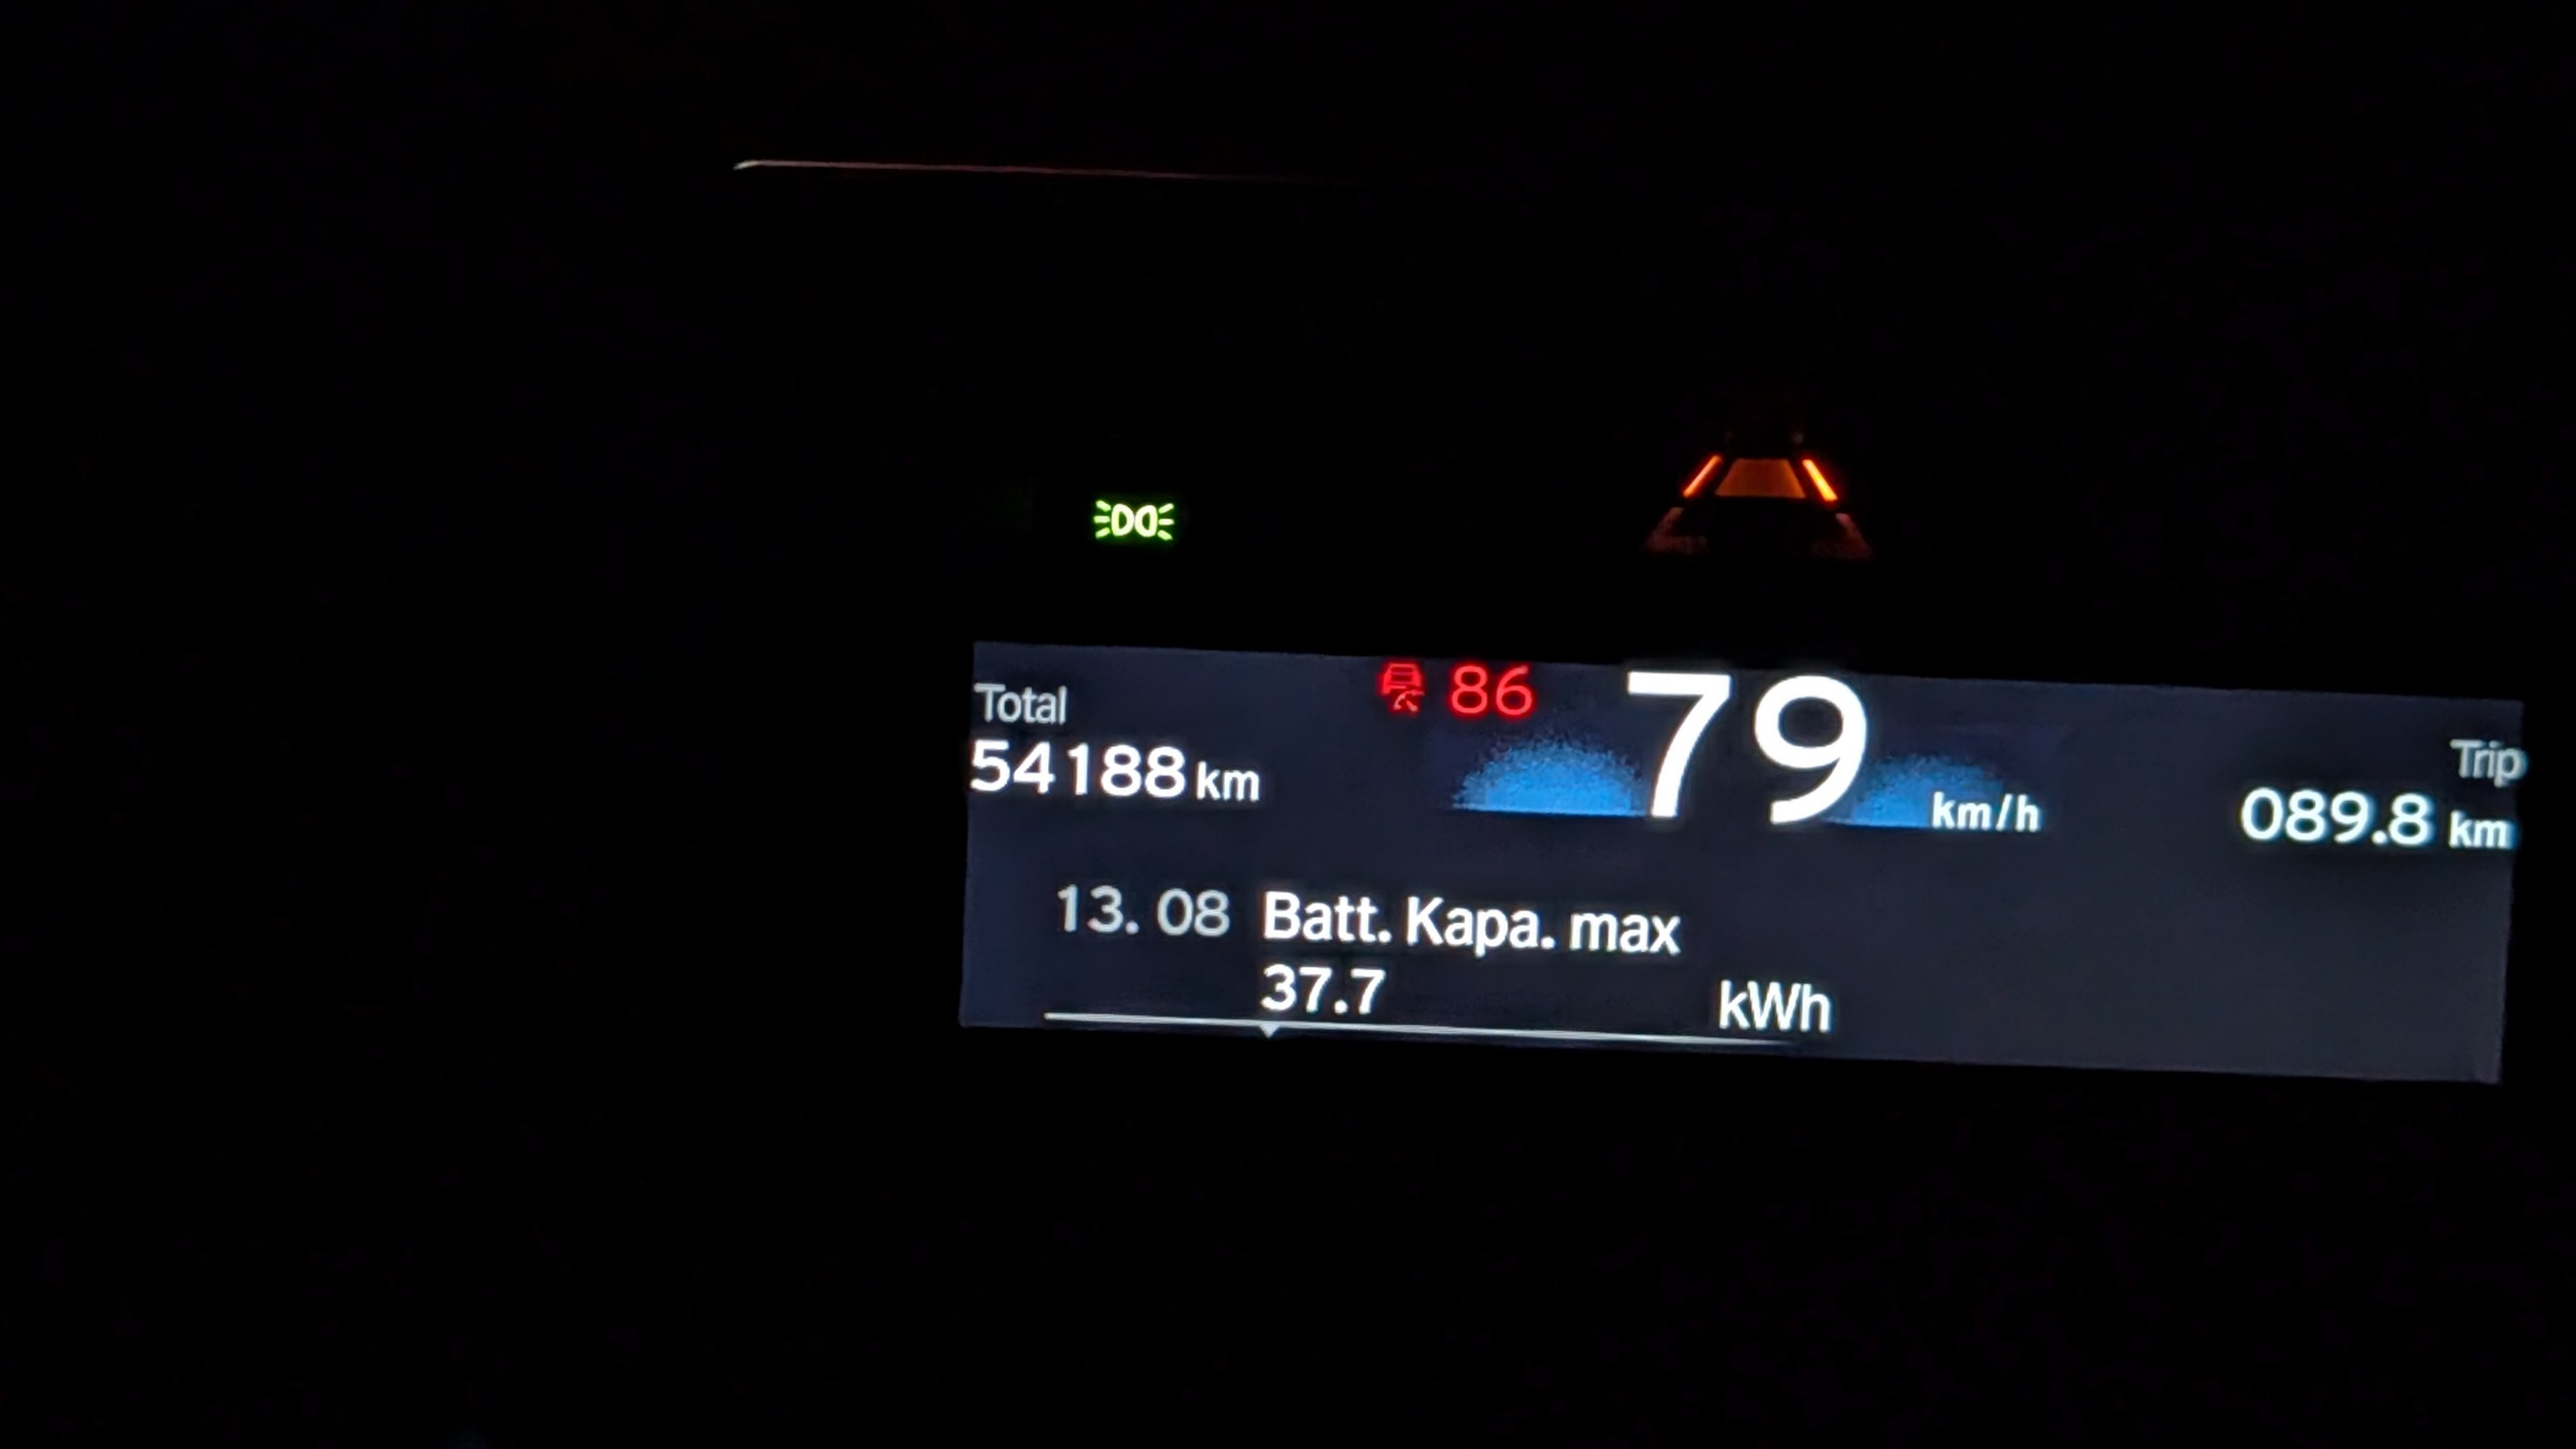 86
79 km/h
Total
54188 km
Trip
089.8 km
13. 08 Batt. Kapa. max
37.7 kWh